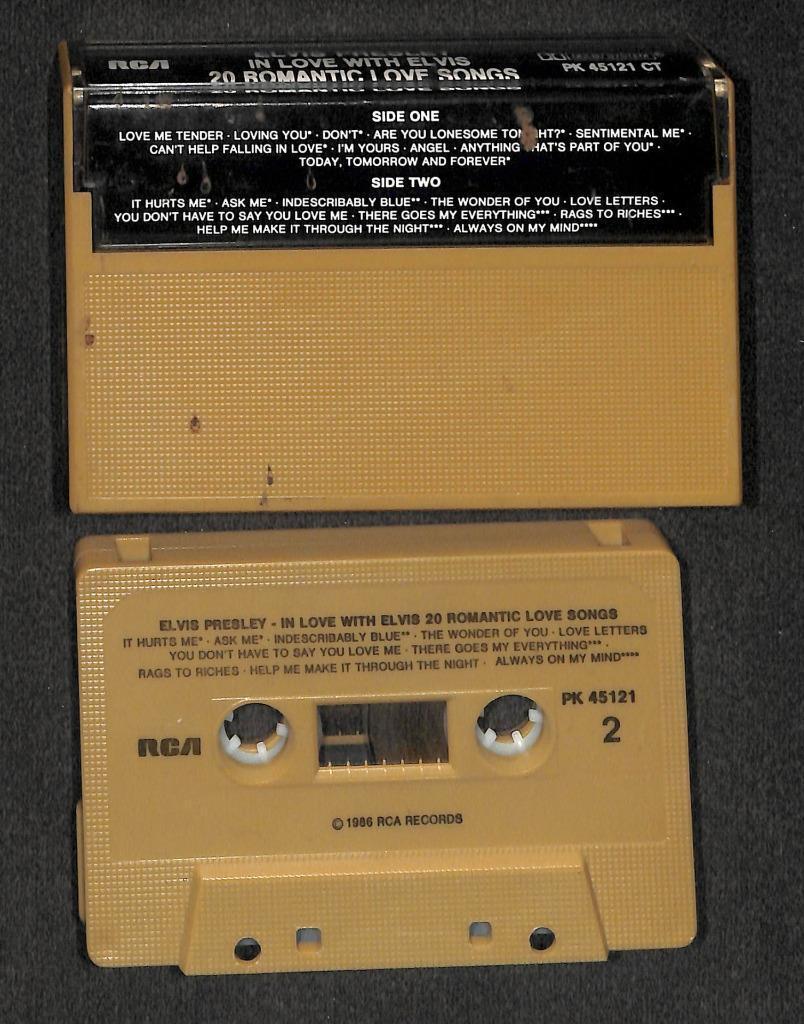 RCA
ELVIS PRESLEY
IN LOVE WITH ELVIS
20 ROMANTIC LOVE SONGS
PK 45121 CT
SIDE ONE
LOVE ME TENDER · LOVING YOU* · DON'T* · ARE YOU LONESOME · SENTIMENTAL ME* ·
CAN'T HELP FALLING IN LOVE* · I'M YOURS · ANGEL · ANYTHING PART OF YOU* ·
TODAY, TOMORROW AND FOREVER*
SIDE TWO
IT HURTS ME* · ASK ME* · INDESCRIBABLY BLUE** · THE WONDER OF YOU · LOVE LETTERS ·
YOU DON'T HAVE TO SAY YOU LOVE ME · THERE GOES MY EVERYTHING*** · RAGS TO RICHES*** ·
HELP ME MAKE IT THROUGH THE NIGHT*** · ALWAYS ON MY MIND****
ELVIS PRESLEY - IN LOVE WITH ELVIS 20 ROMANTIC LOVE SONGS
IT HURTS ME* · ASK ME* · INDESCRIBABLY BLUE** · THE WONDER OF YOU · LOVE LETTERS
YOU DON'T HAVE TO SAY YOU LOVE ME · THERE GOES MY EVERYTHING*** ·
RAGS TO RICHES · HELP ME MAKE IT THROUGH THE NIGHT · ALWAYS ON MY MIND****
PK 45121
RCA
2
© 1986 RCA RECORDS